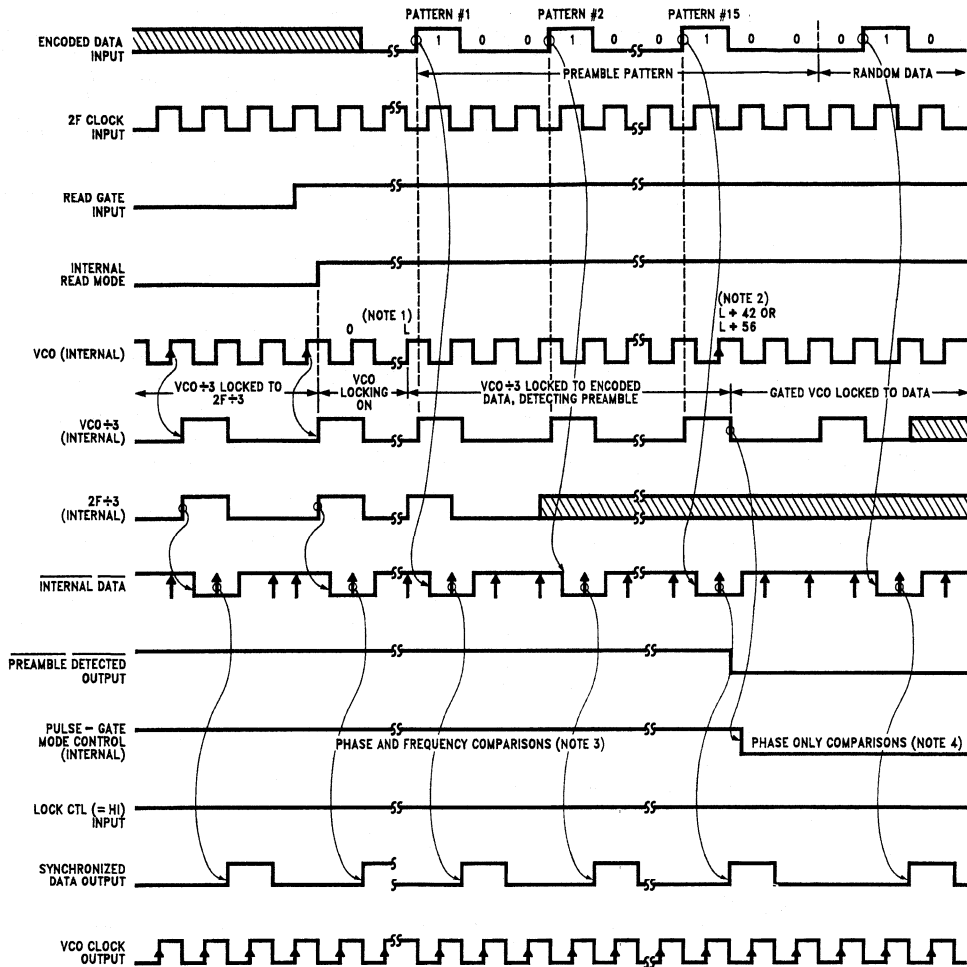 PATTERN #1 PATTERN #2 PATTERN #15
ENCODED DATA
INPUT
1 0 0 1 0 0 1 0 0 1 0
PREAMBLE PATTERN RANDOM DATA
2F CLOCK
INPUT
READ GATE
INPUT
INTERNAL
READ MODE
(NOTE 1)
0 L
(NOTE 2)
L + 42 OR
L + 56
VCO (INTERNAL)
VCO÷3 LOCKED TO
2F÷3
VCO
LOCKING
ON
VCO÷3 LOCKED TO ENCODED
DATA, DETECTING PREAMBLE
GATED VCO LOCKED TO DATA
VCO÷3
(INTERNAL)
2F÷3
(INTERNAL)
INTERNAL DATA
PREAMBLE DETECTED
OUTPUT
PULSE-GATE
MODE CONTROL
(INTERNAL)
PHASE AND FREQUENCY COMPARISONS (NOTE 3)
PHASE ONLY COMPARISONS (NOTE 4)
LOCK CTL (=HI)
INPUT
SYNCHRONIZED
DATA OUTPUT
VCO CLOCK
OUTPUT